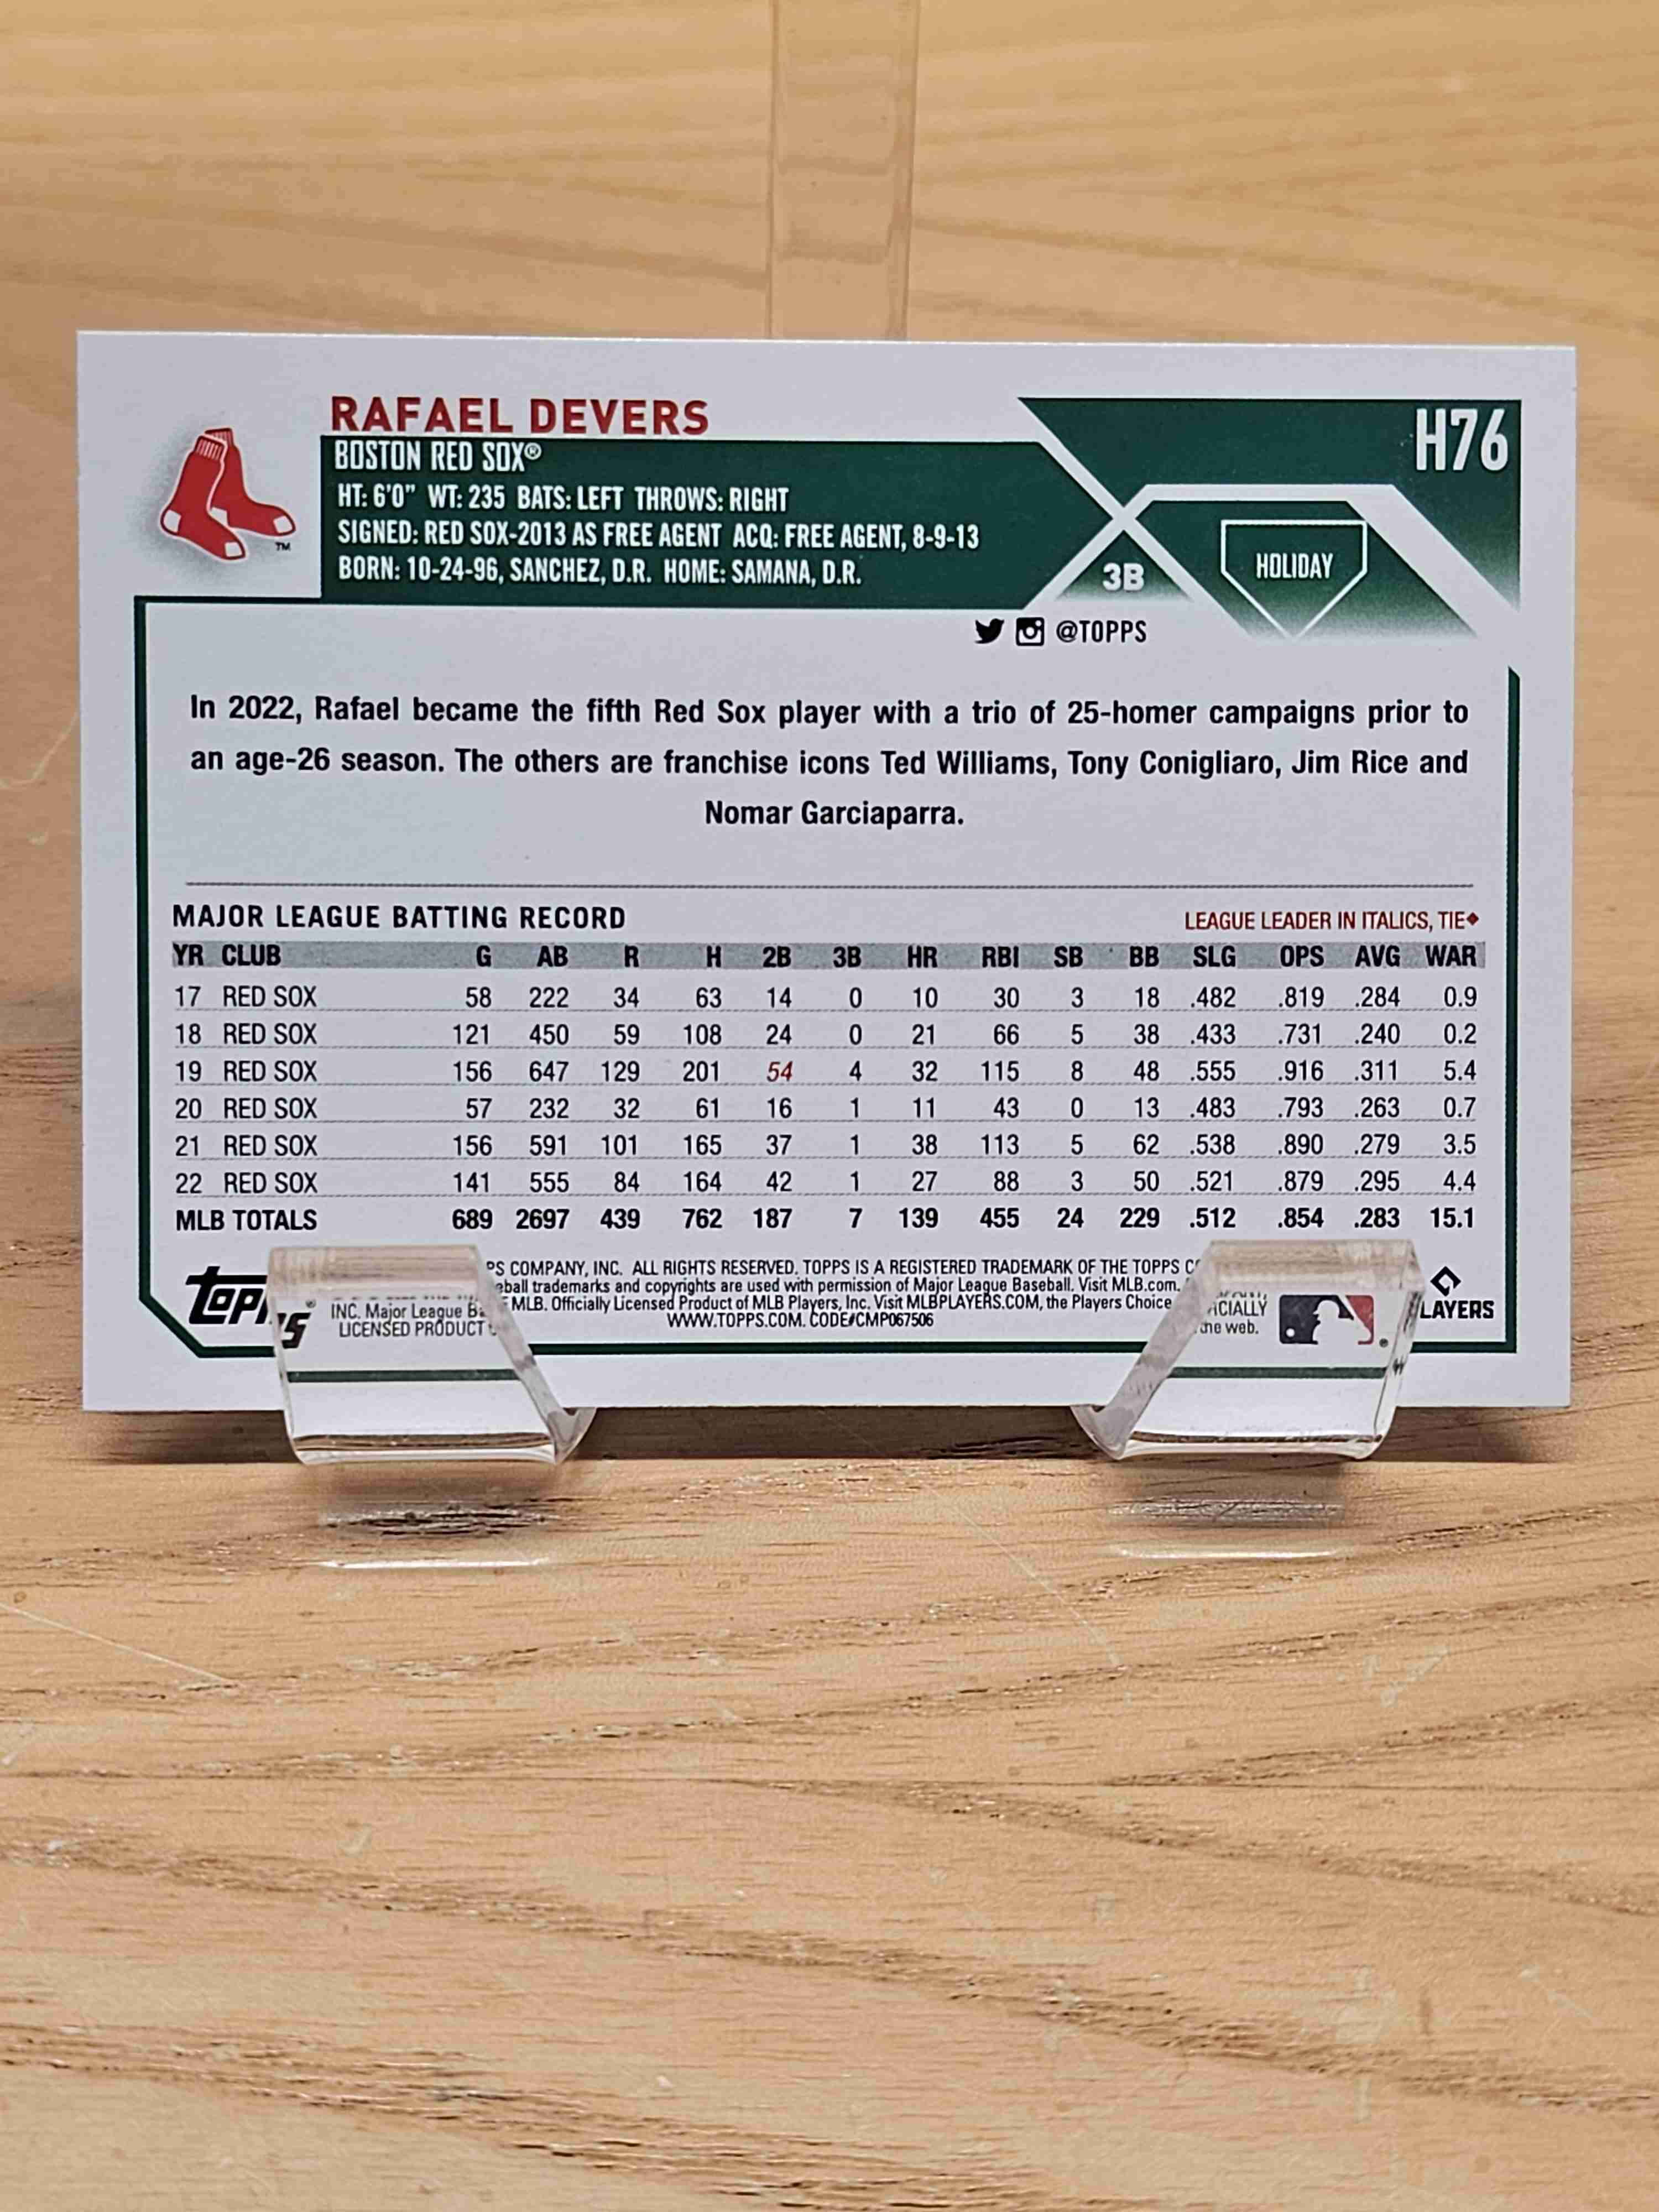 RAFAEL DEVERS
H76
BOSTON RED SOX®
HT: 6'0" WT: 235 BATS: LEFT THROWS: RIGHT
SIGNED: RED SOX-2013 AS FREE AGENT ACQ: FREE AGENT, 8-9-13
BORN: 10-24-96, SANCHEZ, D.R. HOME: SAMANA, D.R.
TM
3B
HOLIDAY
@TOPPS
In 2022, Rafael became the fifth Red Sox player with a trio of 25-homer campaigns prior to
an age-26 season. The others are franchise icons Ted Williams, Tony Conigliaro, Jim Rice and
Nomar Garciaparra.
MAJOR LEAGUE BATTING RECORD LEAGUE LEADER IN ITALICS, TIE◆
YR CLUB G AB R H 2B 3B HR RBI SB BB SLG OPS AVG WAR
17 RED SOX 58 222 34 63 14 0 10 30 3 18 .482 .819 .284 0.9
18 RED SOX 121 450 59 108 24 0 21 66 5 38 .433 .731 .240 0.2
19 RED SOX 156 647 129 201 54 4 32 115 8 48 .555 .916 .311 5.4
20 RED SOX 57 232 32 61 16 1 11 43 0 13 .483 .793 .263 0.7
21 RED SOX 156 591 101 165 37 1 38 113 5 62 .538 .890 .279 3.5
22 RED SOX 141 555 84 164 42 1 27 88 3 50 .521 .879 .295 4.4
MLB TOTALS 689 2697 439 762 187 7 139 455 24 229 .512 .854 .283 15.1
COMPANY, INC. ALL RIGHTS RESERVED. TOPPS IS A REGISTERED TRADEMARK OF THE TOPPS
trademarks and copyrights are used with permission of Major League Baseball. Visit MLB.com.
INC. Major League MLB. Officially Licensed Product of MLB Players, Inc. Visit MLBPLAYERS.COM, the Players Choice
LICENSED PRODUCT WWW.TOPPS.COM. CODE#CMP067506 the web.
Topps®